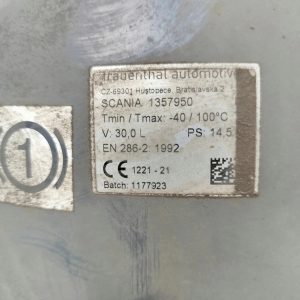 frauenthal automotive
CZ-69301 Hustopece, Bratislavska 2
SCANIA 1357950
Tmin / Tmax: -40 / 100°C
V: 30,0 L PS: 14,5
EN 286-2: 1992
CE 1221 - 21
Batch: 1177923
1